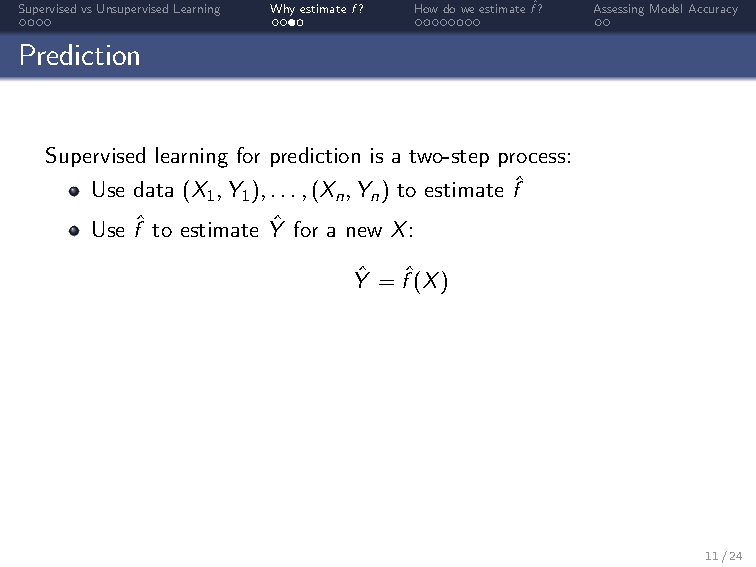 Supervised vs Unsupervised Learning Why estimate f? How do we estimate f̂? Assessing Model Accuracy
Prediction
Supervised learning for prediction is a two-step process:
Use data (X₁, Y₁), . . . , (Xₙ, Yₙ) to estimate f̂
Use f̂ to estimate Ŷ for a new X:
Ŷ = f̂(X)
11 / 24